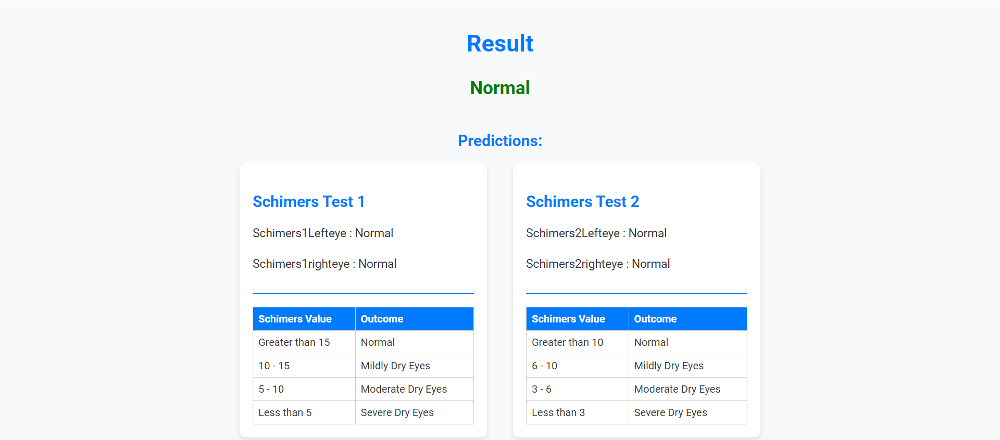 Result
Normal
Predictions:
Schimers Test 1
Schimers1Lefteye : Normal
Schimers1righteye : Normal
Schimers Value Outcome
Greater than 15 Normal
10 - 15 Mildly Dry Eyes
5 - 10 Moderate Dry Eyes
Less than 5 Severe Dry Eyes
Schimers Test 2
Schimers2Lefteye : Normal
Schimers2righteye : Normal
Schimers Value Outcome
Greater than 10 Normal
6 - 10 Mildly Dry Eyes
3 - 6 Moderate Dry Eyes
Less than 3 Severe Dry Eyes